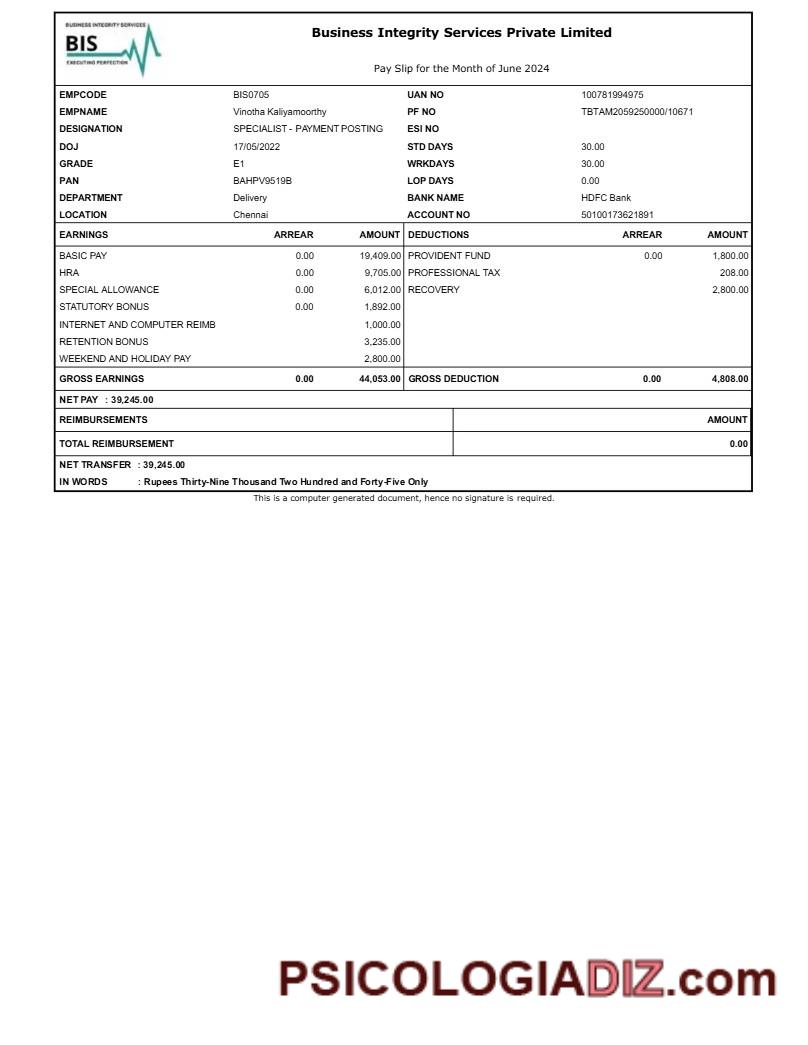 BUSINESS INTEGRITY SERVICES
BIS
EXECUTING PERFECTION
Business Integrity Services Private Limited
Pay Slip for the Month of June 2024
EMPCODE BIS0705 UAN NO 100781994975
EMPNAME Vinotha Kaliyamoorthy PF NO TBTAM2059250000/10671
DESIGNATION SPECIALIST - PAYMENT POSTING ESI NO
DOJ 17/05/2022 STD DAYS 30.00
GRADE E1 WRKDAYS 30.00
PAN BAHPV9519B LOP DAYS 0.00
DEPARTMENT Delivery BANK NAME HDFC Bank
LOCATION Chennai ACCOUNT NO 50100173621891
EARNINGS ARREAR AMOUNT DEDUCTIONS ARREAR AMOUNT
BASIC PAY 0.00 19,409.00 PROVIDENT FUND 0.00 1,800.00
HRA 0.00 9,705.00 PROFESSIONAL TAX 208.00
SPECIAL ALLOWANCE 0.00 6,012.00 RECOVERY 2,800.00
STATUTORY BONUS 0.00 1,892.00
INTERNET AND COMPUTER REIMB 1,000.00
RETENTION BONUS 3,235.00
WEEKEND AND HOLIDAY PAY 2,800.00
GROSS EARNINGS 0.00 44,053.00 GROSS DEDUCTION 0.00 4,808.00
NET PAY : 39,245.00
REIMBURSEMENTS AMOUNT
TOTAL REIMBURSEMENT 0.00
NET TRANSFER : 39,245.00
IN WORDS : Rupees Thirty-Nine Thousand Two Hundred and Forty-Five Only
This is a computer generated document, hence no signature is required.
PSICOLOGIADIZ.com